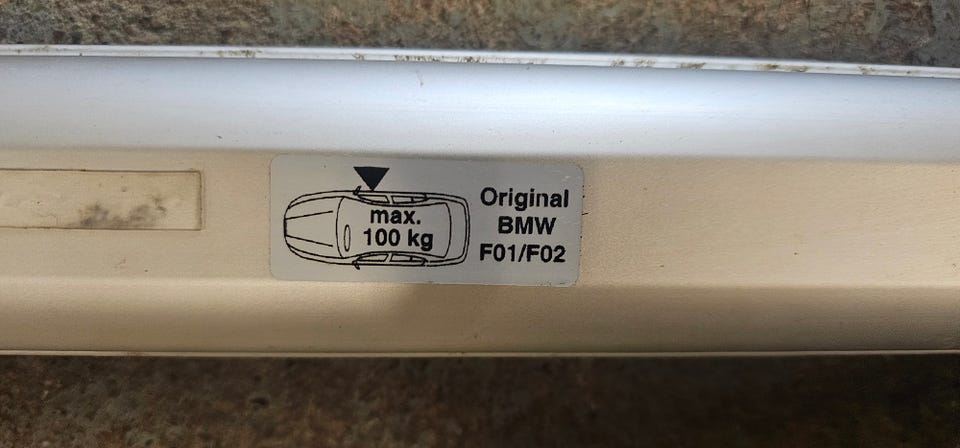 max.
100 kg
Original
BMW
F01/F02